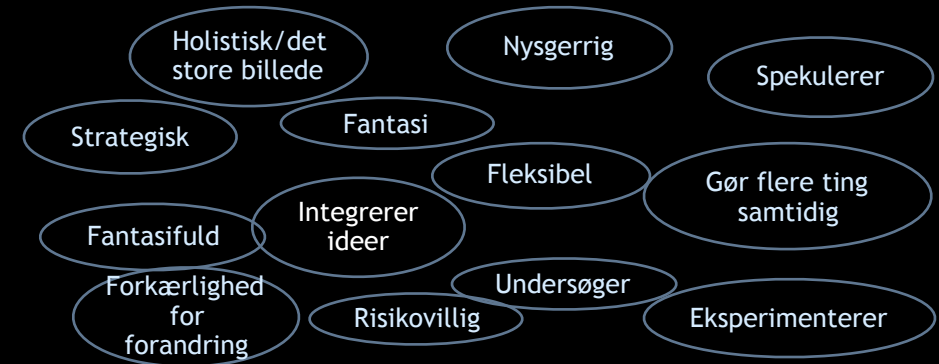 Holistisk/det
store billede
Nysgerrig
Spekulerer
Strategisk
Fantasi
Fleksibel
Gør flere ting
samtidig
Integrerer
ideer
Fantasifuld
Forkærlighed
for
forandring
Undersøger
Risikovillig
Eksperimenterer